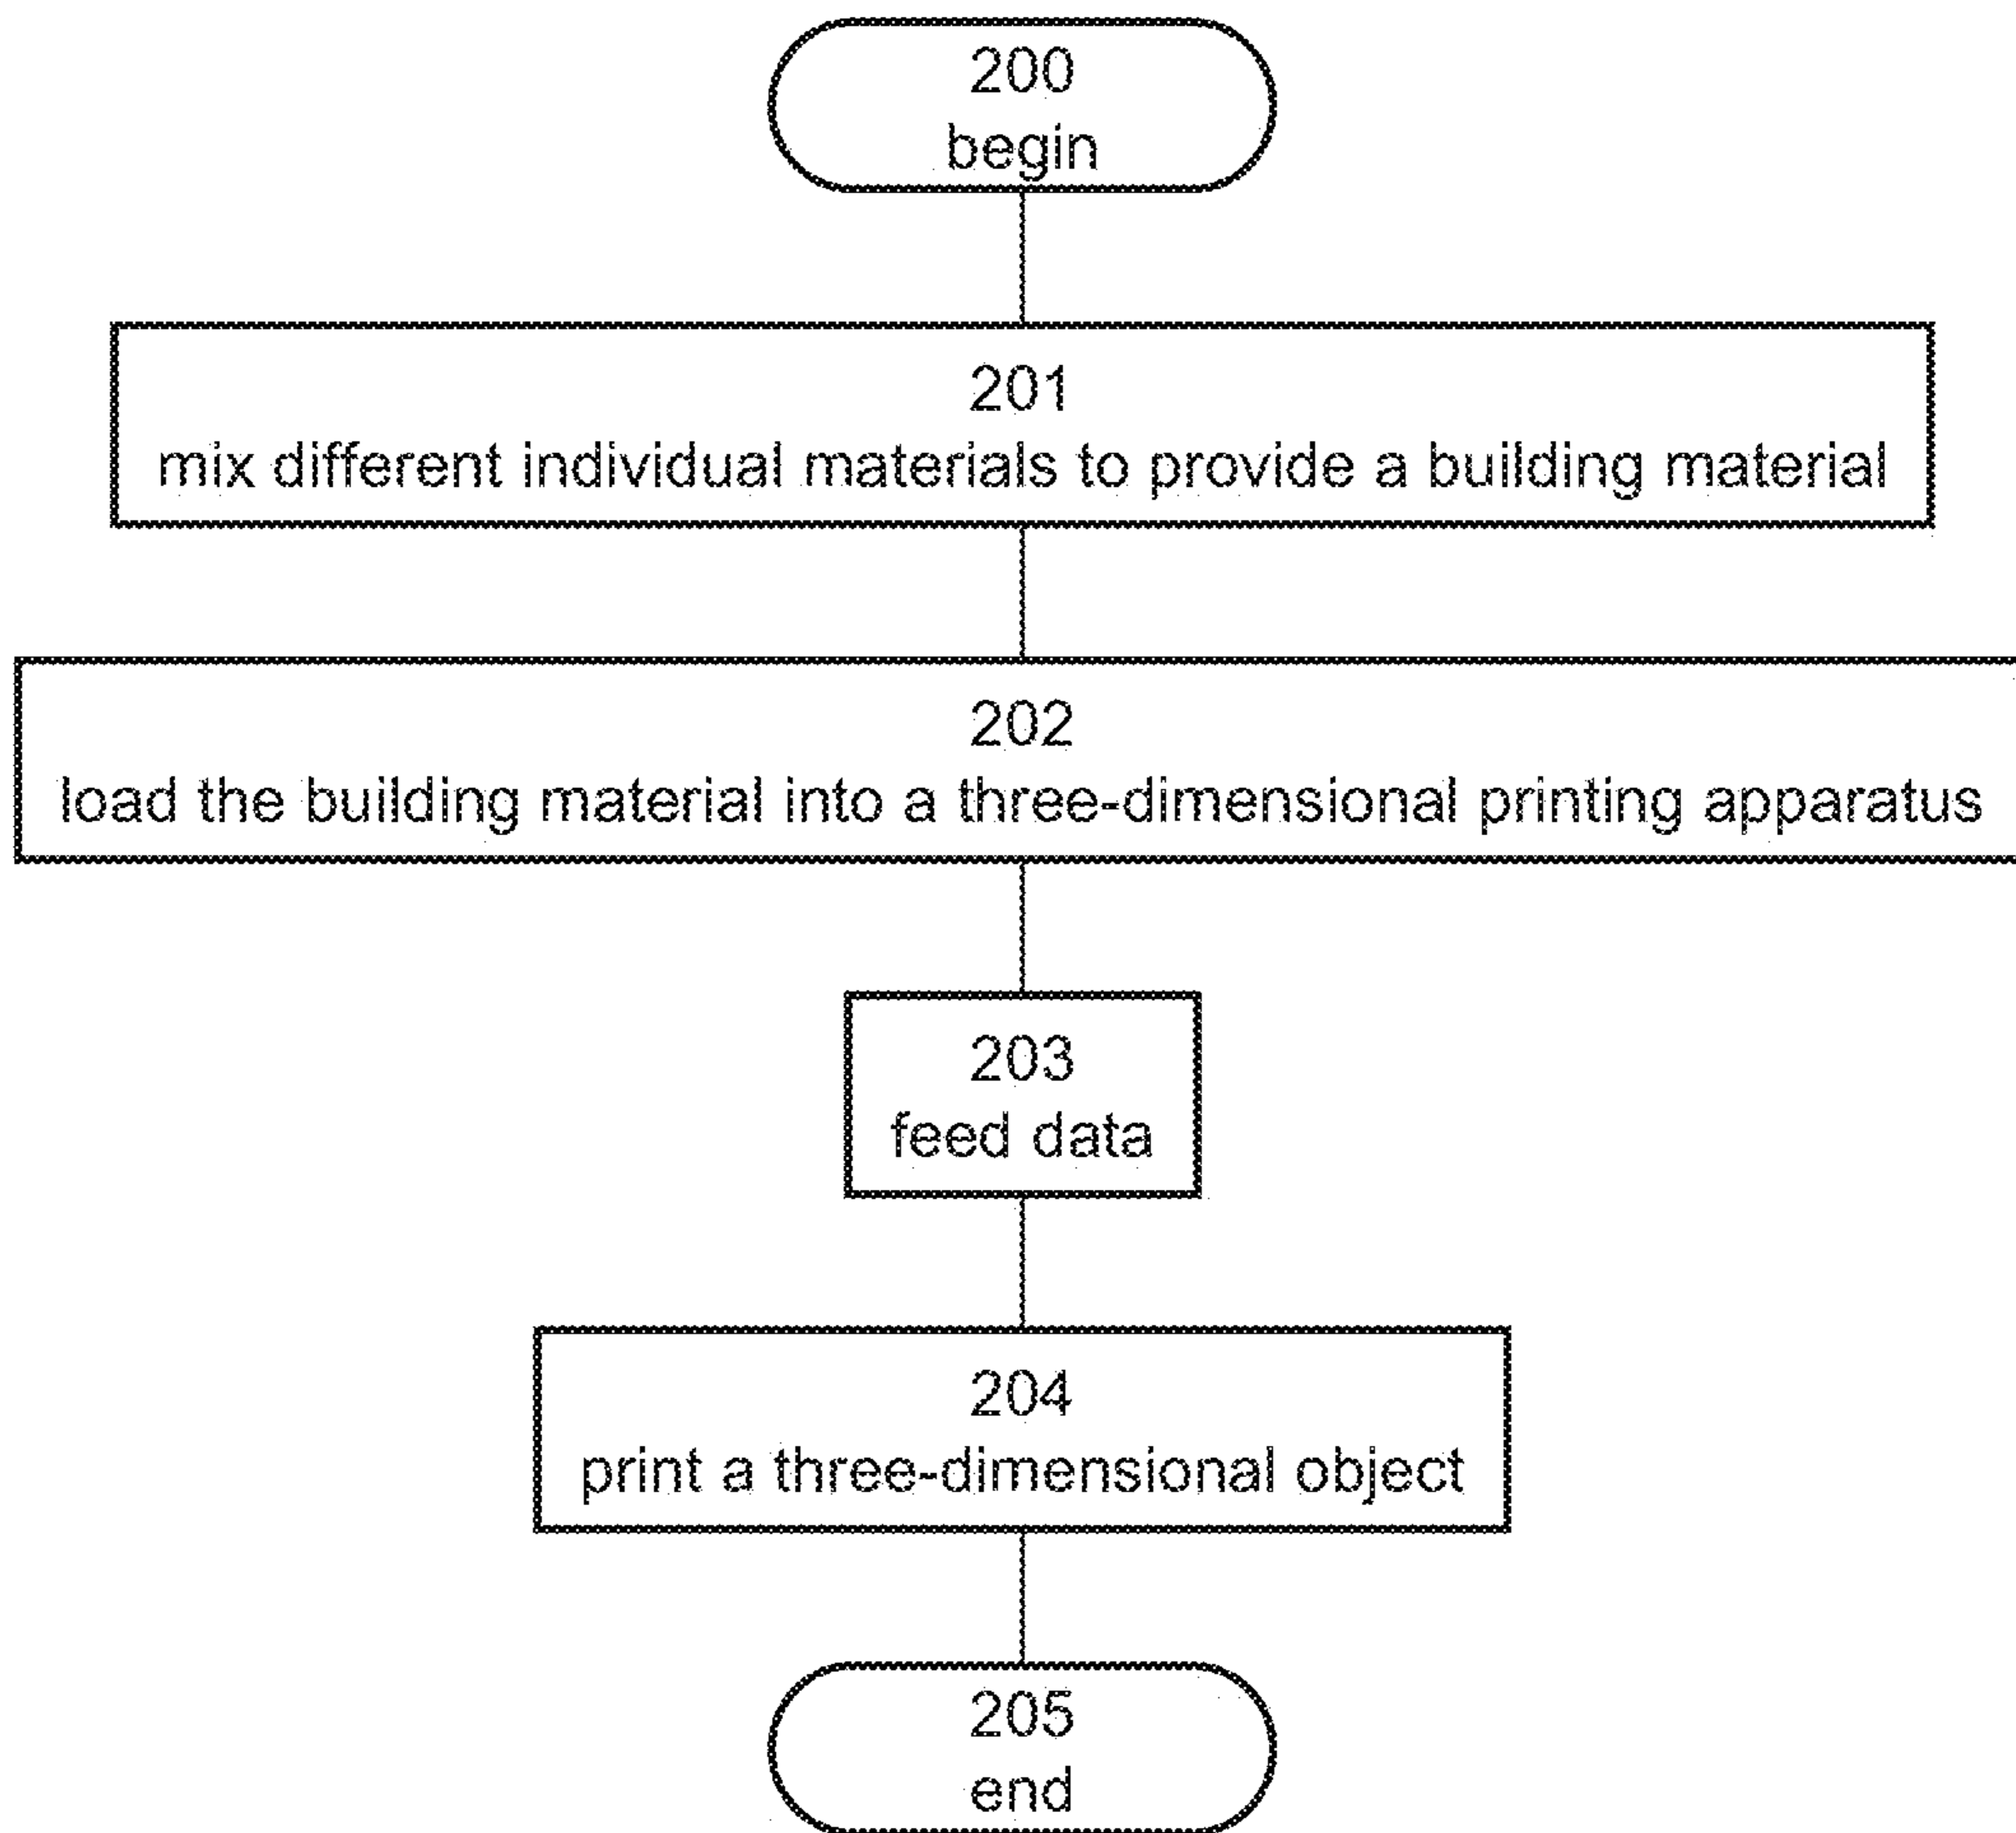 200
begin
201
mix different individual materials to provide a building material
202
load the building material into a three-dimensional printing apparatus
203
feed data
204
print a three-dimensional object
205
end